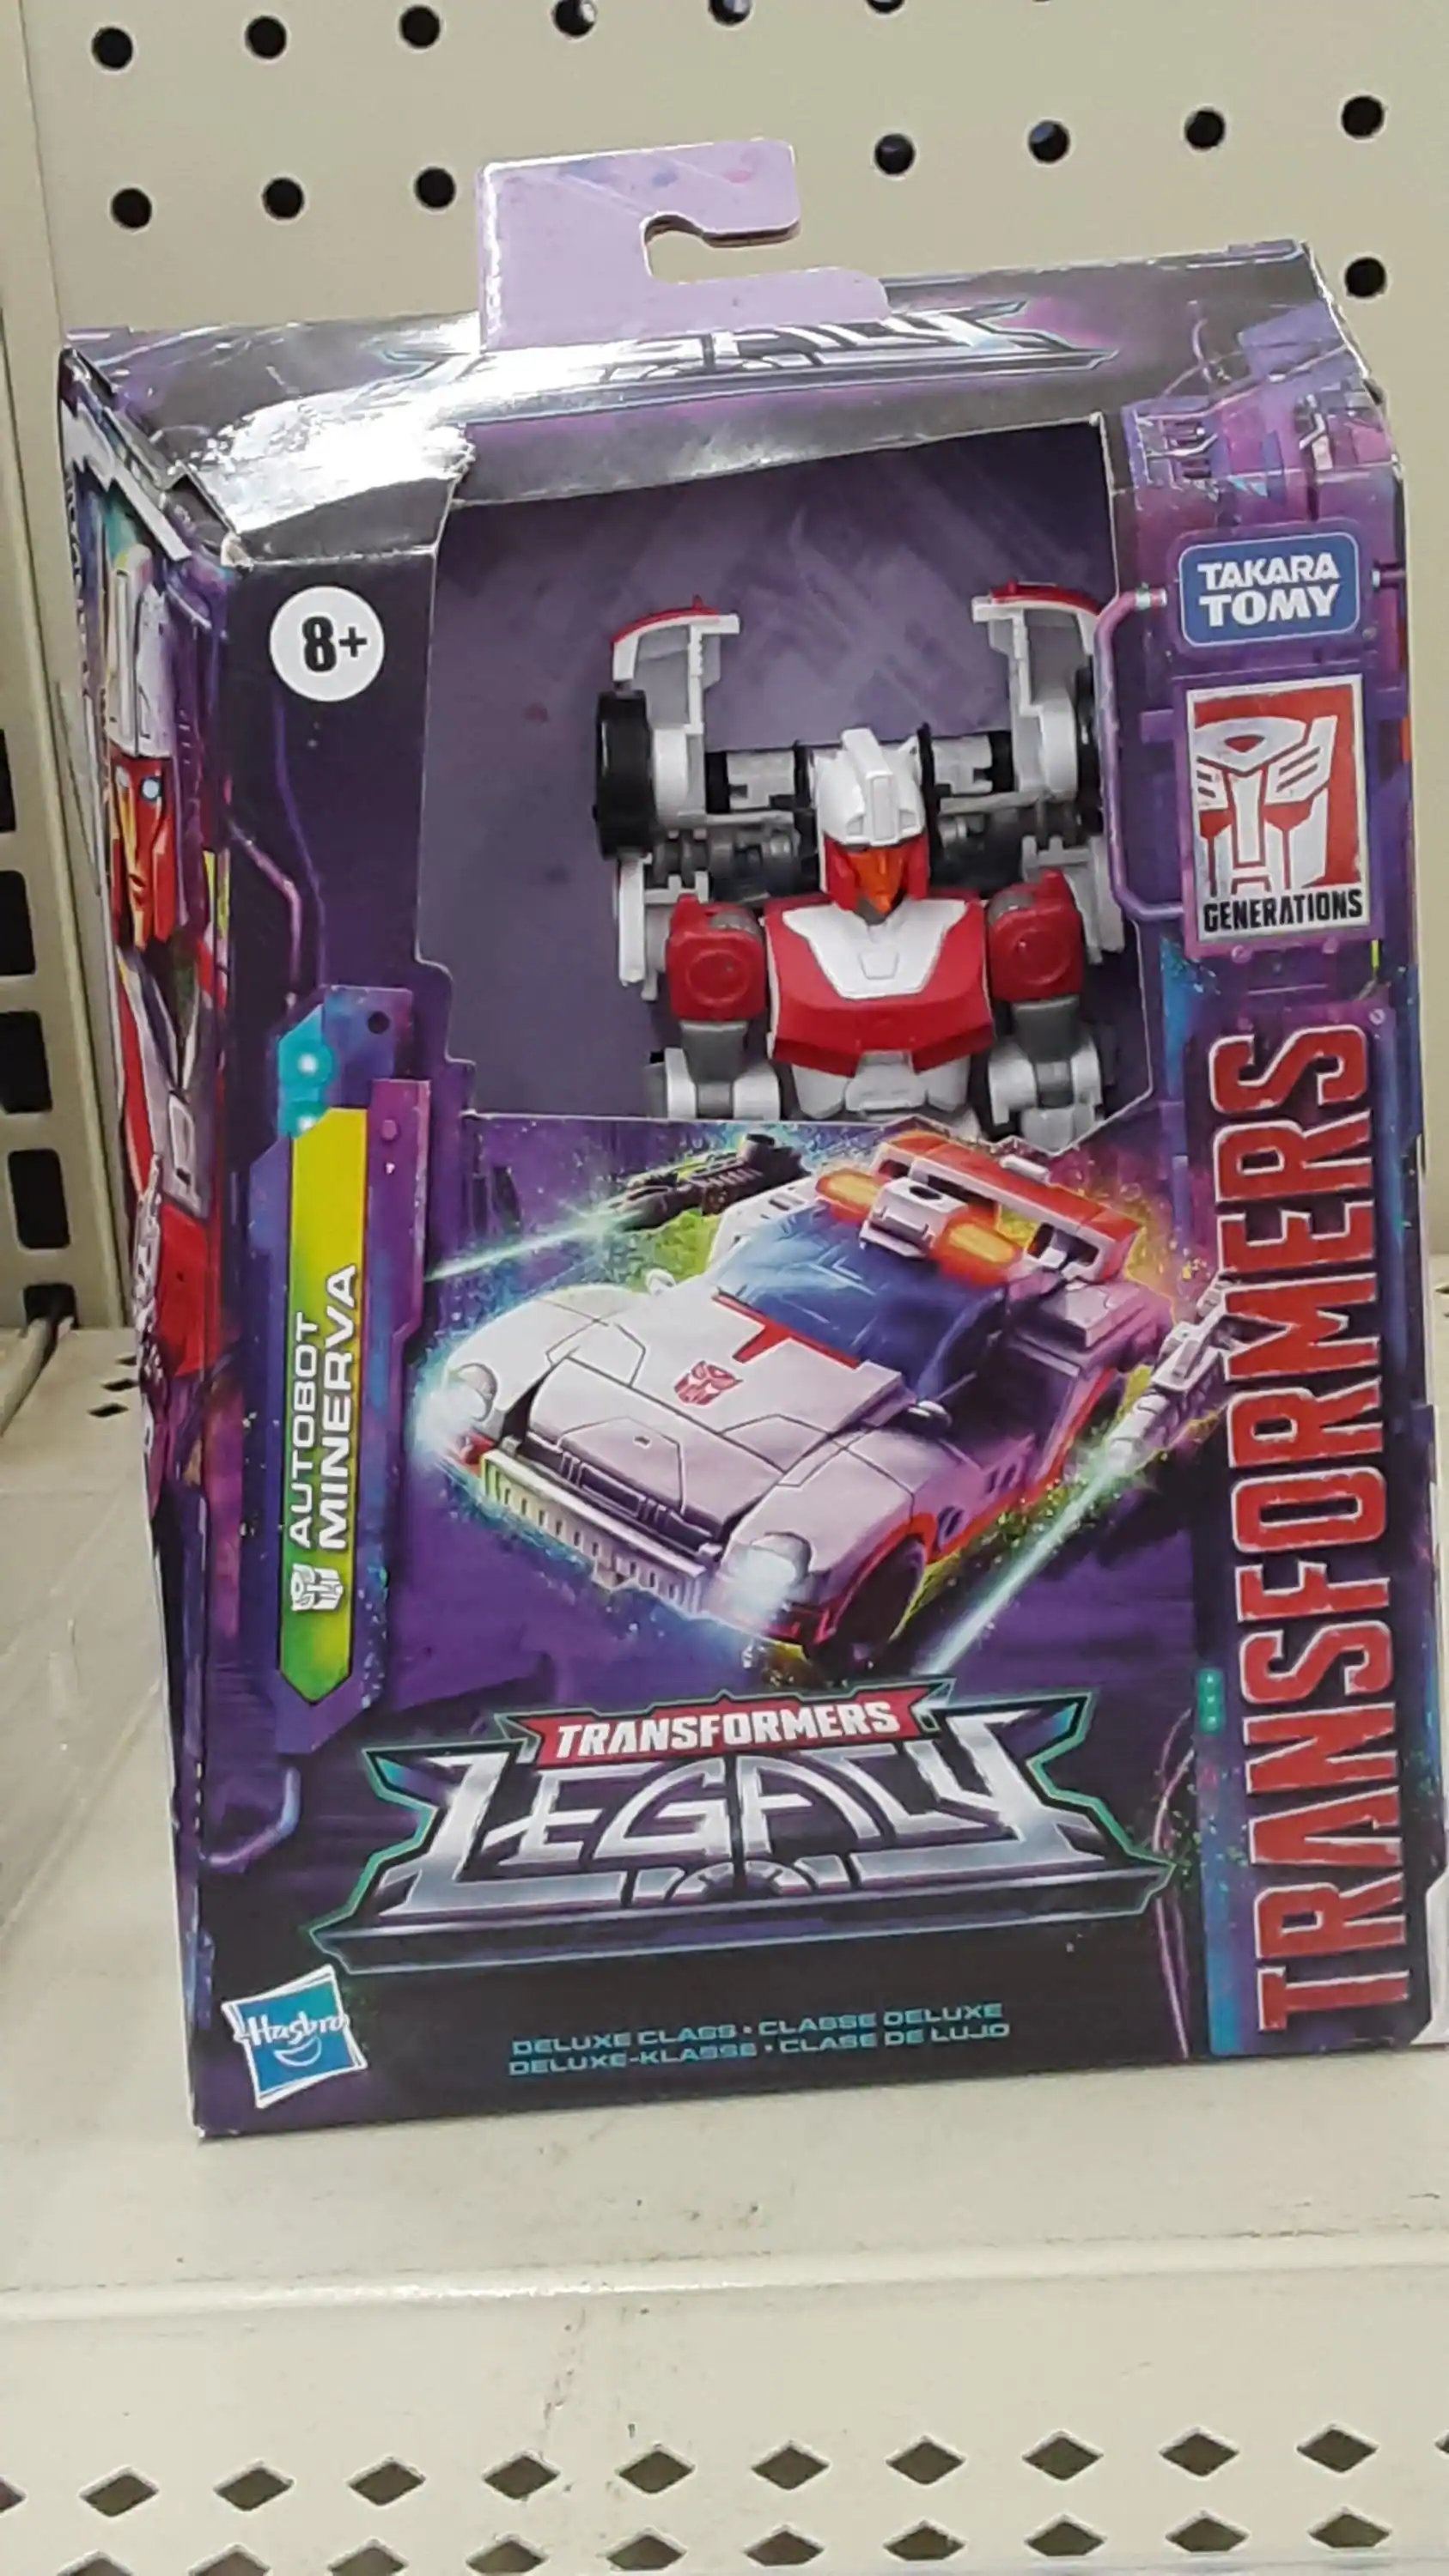 LEGACY
8+
TAKARA
TOMY
GENERATIONS
AUTOBOT
MINERVA
TRANSFORMERS
TRANSFORMERS
LEGACY
Hasbro
DELUXE CLASS • CLASSE DELUXE
DELUXE-KLASSE • CLASE DE LUJO